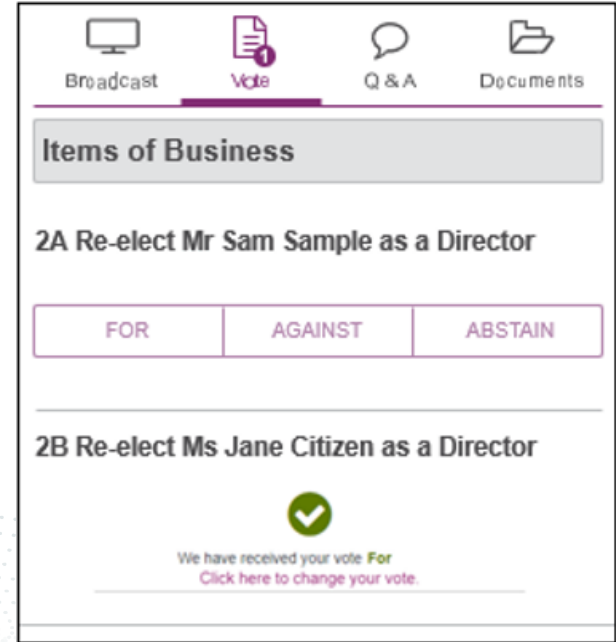 Broadcast Vote 1 Q & A Documents
Items of Business
2A Re-elect Mr Sam Sample as a Director
FOR AGAINST ABSTAIN
2B Re-elect Ms Jane Citizen as a Director
We have received your vote For
Click here to change your vote.